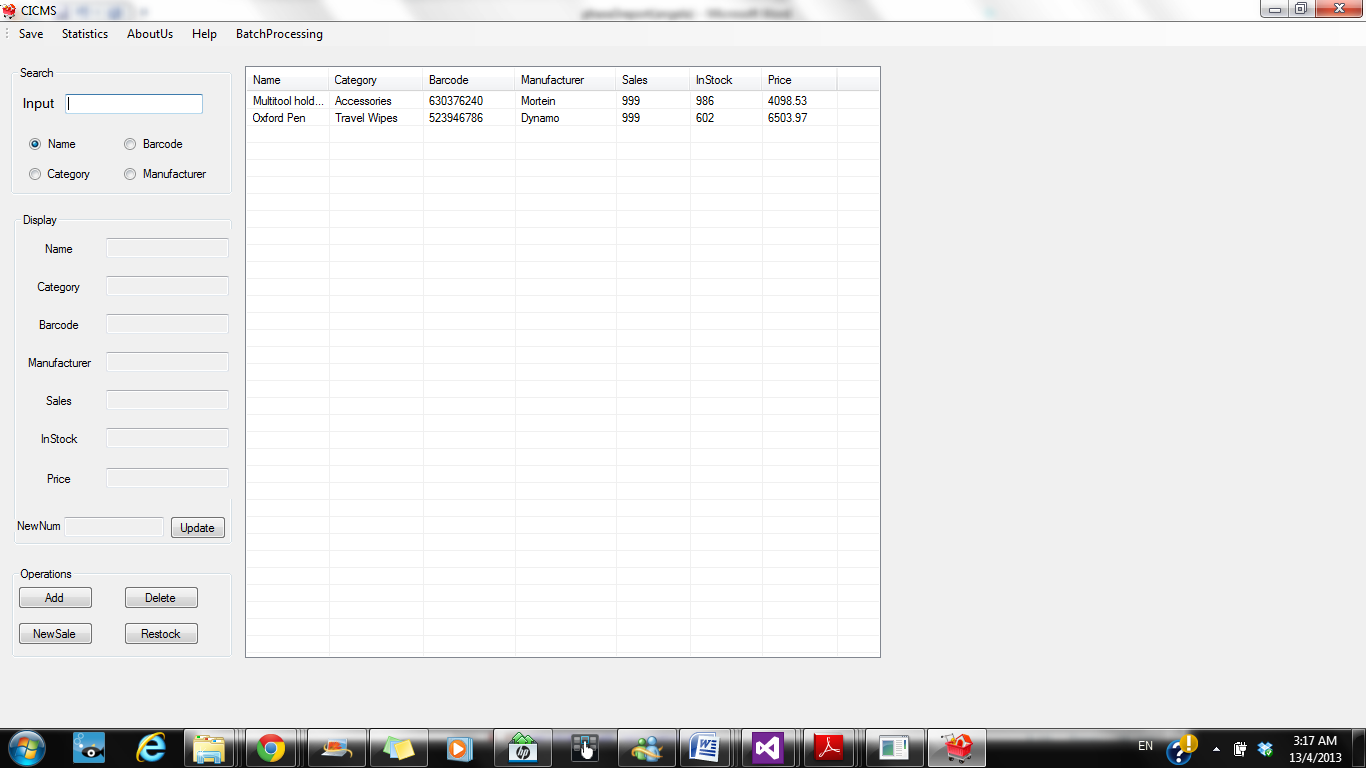 CICMS
Save Statistics AboutUs Help BatchProcessing
Search
Input
Name Barcode
Category Manufacturer
Display
Name
Category
Barcode
Manufacturer
Sales
InStock
Price
NewNum Update
Operations
Add Delete
NewSale Restock
Name Category Barcode Manufacturer Sales InStock Price
Multitool hold... Accessories 630376240 Mortein 999 986 4098.53
Oxford Pen Travel Wipes 523946786 Dynamo 999 602 6503.97
EN
3:17 AM
13/4/2013